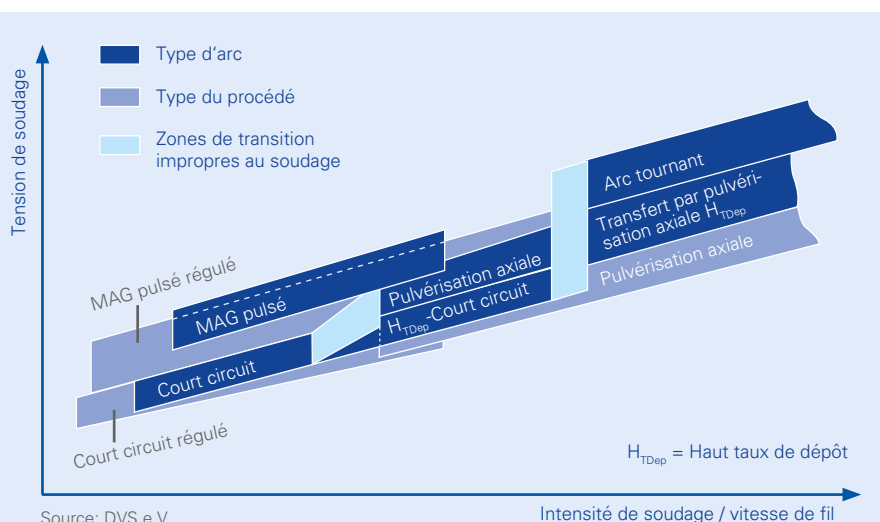 Tension de soudage
Type d'arc
Type du procédé
Zones de transition
impropres au soudage
Arc tournant
Transfert par pulvéri-
sation axiale HTDep
Pulvérisation axiale
MAG pulsé régulé
MAG pulsé
Pulvérisation axiale
HTDep-Court circuit
Court circuit
Court circuit régulé
HTDep = Haut taux de dépôt
Intensité de soudage / vitesse de fil
Source: DVS e.V.